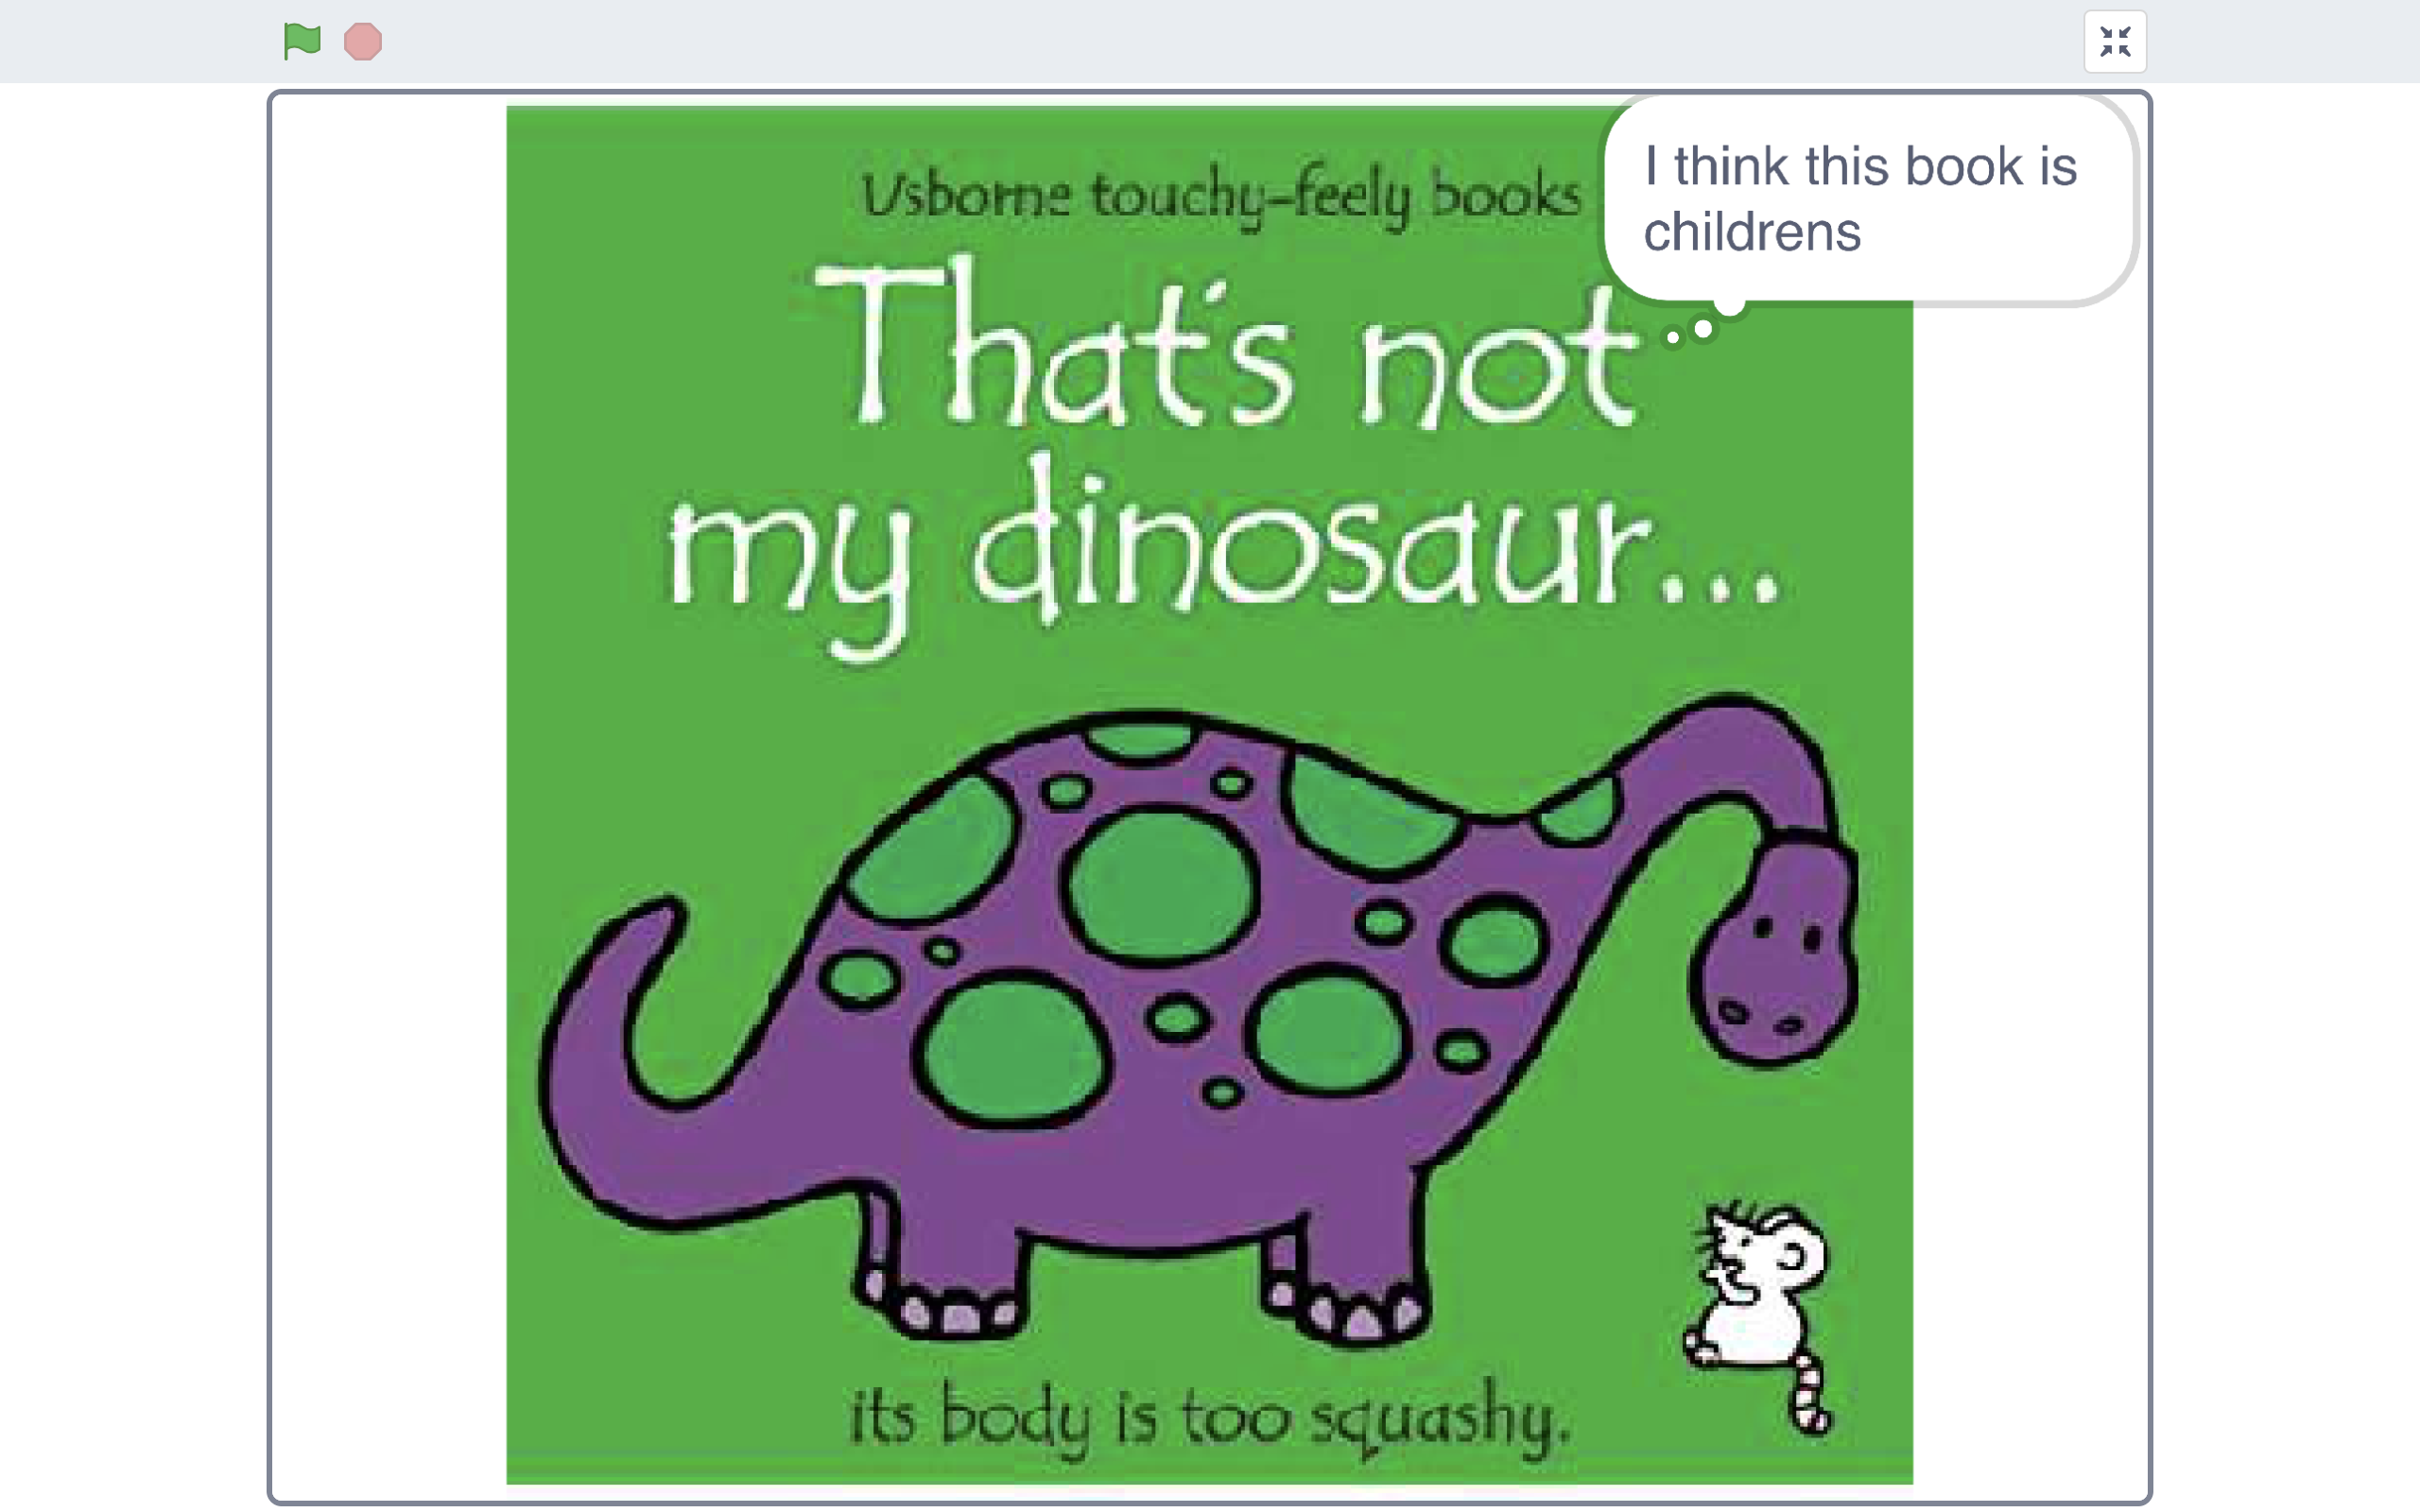 Usborne touchy-feely books
I think this book is
childrens
That's not
my dinosaur...
its body is too squashy.